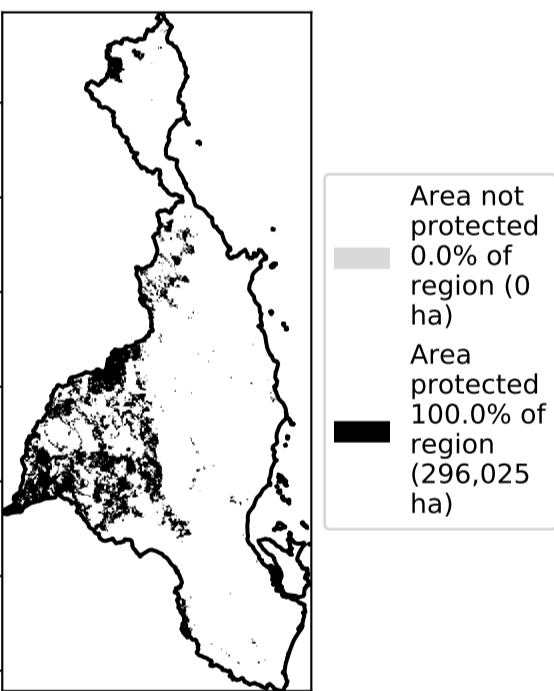 Area not
protected
0.0% of
region (0
ha)
Area
protected
100.0% of
region
(296,025
ha)